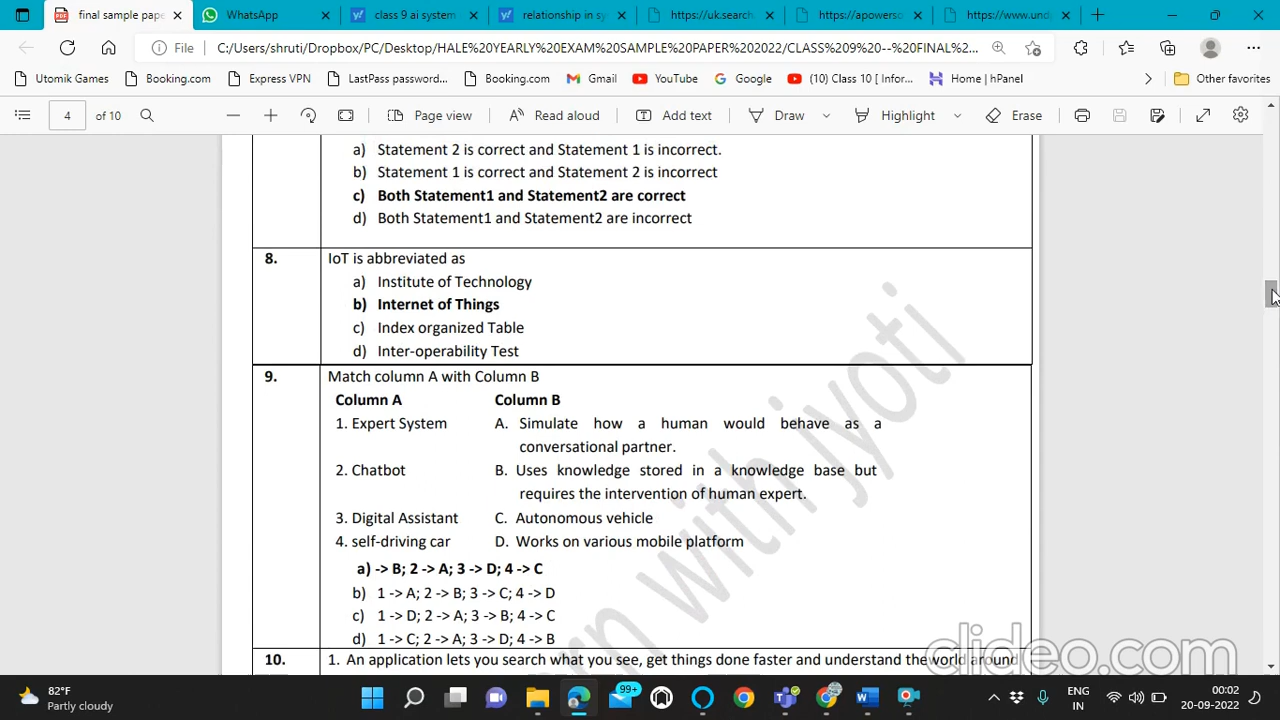 final sample pape
WhatsApp
class 9 ai system
relationship in sy
https://uk.search
https://apowersof
https://www.und
File
C:/Users/shruti/Dropbox/PC/Desktop/HALE%20YEARLY%20EXAM%20SAMPLE%20PAPER%202022/CLASS%209%20--%20FINAL%...
Utomik Games
Booking.com
Express VPN
LastPass password...
Booking.com
Gmail
YouTube
Google
(10) Class 10 [ Infor...
Home | hPanel
Other favorites
4 of 10
Page view
Read aloud
Add text
Draw
Highlight
Erase
a) Statement 2 is correct and Statement 1 is incorrect.
b) Statement 1 is correct and Statement 2 is incorrect
c) Both Statement1 and Statement2 are correct
d) Both Statement1 and Statement2 are incorrect
8. IoT is abbreviated as
a) Institute of Technology
b) Internet of Things
c) Index organized Table
d) Inter-operability Test
9. Match column A with Column B
Column A Column B
1. Expert System A. Simulate how a human would behave as a
conversational partner.
2. Chatbot B. Uses knowledge stored in a knowledge base but
requires the intervention of human expert.
3. Digital Assistant C. Autonomous vehicle
4. self-driving car D. Works on various mobile platform
a) -> B; 2 -> A; 3 -> D; 4 -> C
b) 1 -> A; 2 -> B; 3 -> C; 4 -> D
c) 1 -> D; 2 -> A; 3 -> B; 4 -> C
d) 1 -> C; 2 -> A; 3 -> D; 4 -> B
10. 1. An application lets you search what you see, get things done faster and understand the world around
with jyoti
clideo.com
82°F
Partly cloudy
99+
ENG
IN
00:02
20-09-2022